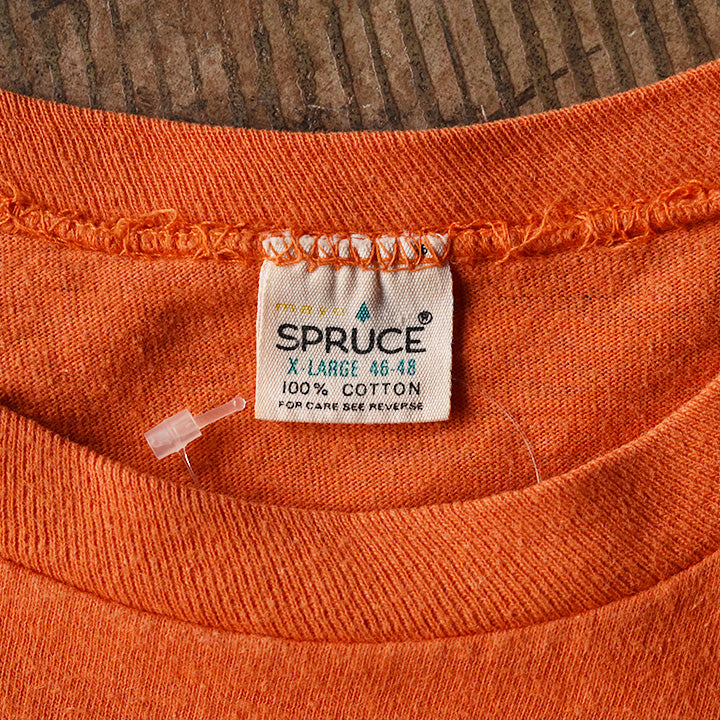 mayo
SPRUCE®
X-LARGE 46-48
100% COTTON
FOR CARE SEE REVERSE